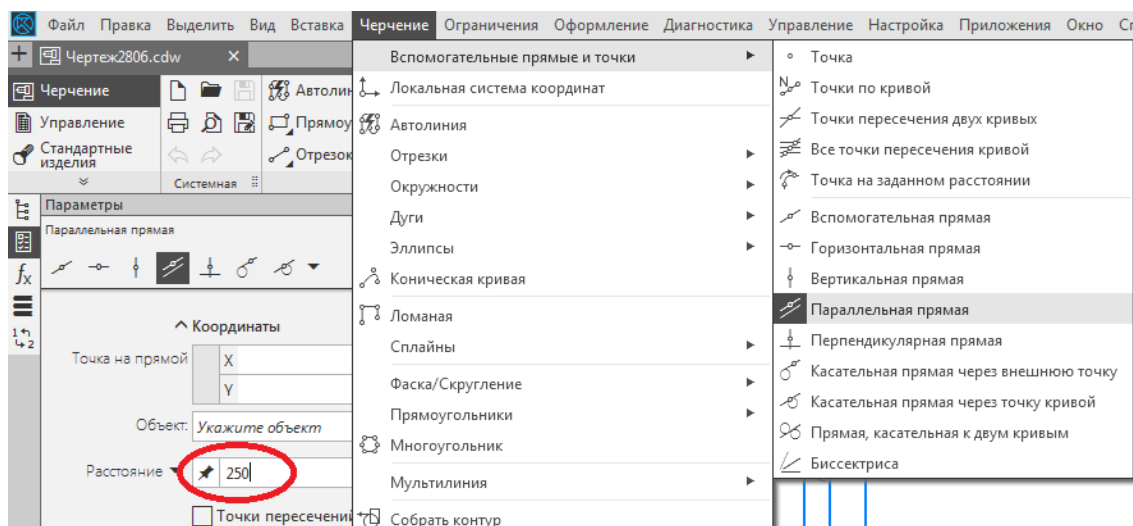 Файл Правка Выделить Вид Вставка Черчение Ограничения Оформление Диагностика Управление Настройка Приложения Окно
Чертеж2806.cdw
Черчение
Управление
Стандартные
изделия
Автолин
Прямоу
Отрезок
Системная
Параметры
Параллельная прямая
Координаты
Точка на прямой X
Y
Объект: Укажите объект
Расстояние 250
Точки пересечени
Вспомогательные прямые и точки
Локальная система координат
Автолиния
Отрезки
Окружности
Дуги
Эллипсы
Коническая кривая
Ломаная
Сплайны
Фаска/Скругление
Прямоугольники
Многоугольник
Мультилиния
Собрать контур
Точка
Точки по кривой
Точки пересечения двух кривых
Все точки пересечения кривой
Точка на заданном расстоянии
Вспомогательная прямая
Горизонтальная прямая
Вертикальная прямая
Параллельная прямая
Перпендикулярная прямая
Касательная прямая через внешнюю точку
Касательная прямая через точку кривой
Прямая, касательная к двум кривым
Биссектриса